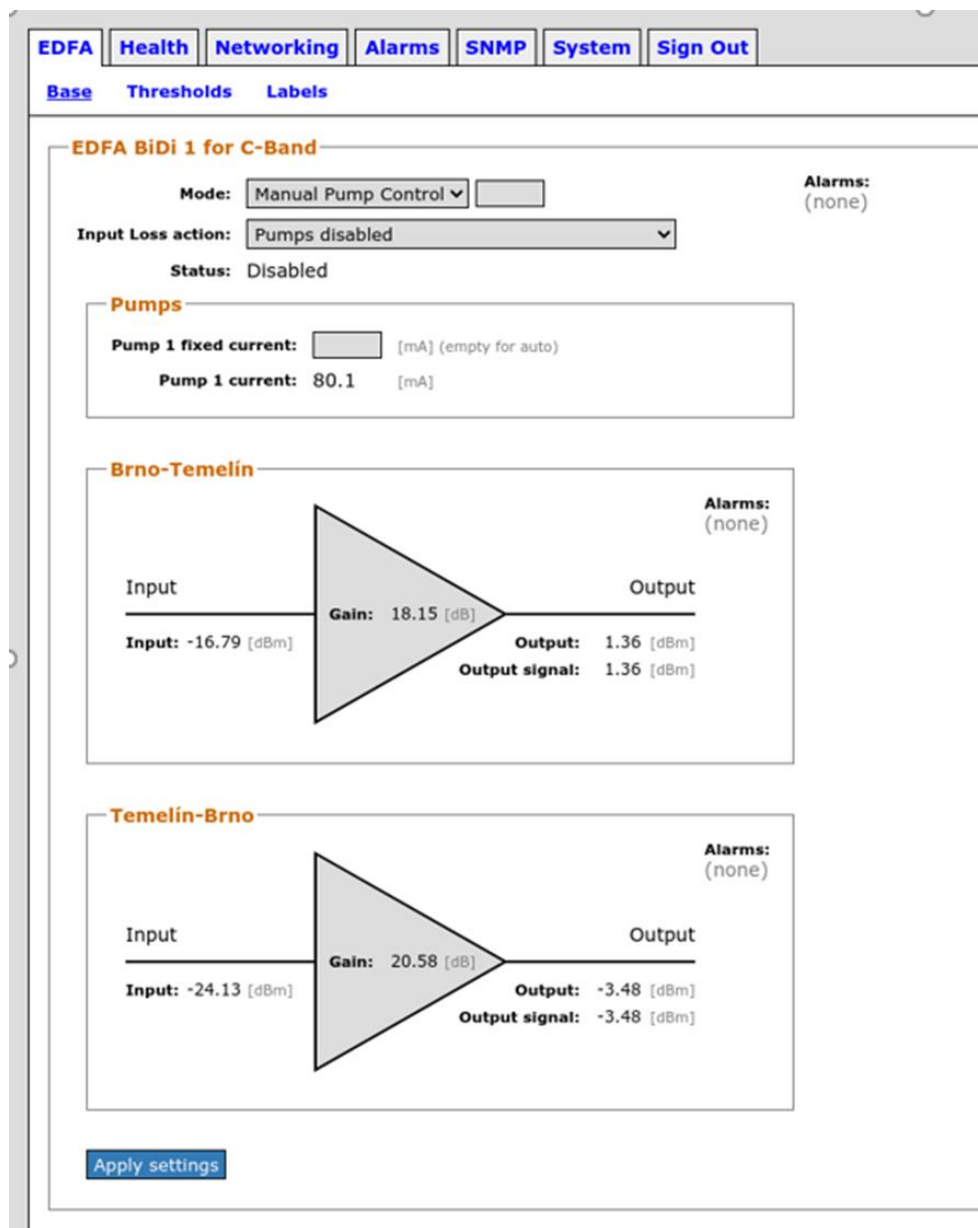 EDFA Health Networking Alarms SNMP System Sign Out
Base Thresholds Labels
EDFA BiDi 1 for C-Band
Mode: Manual Pump Control
Alarms:
(none)
Input Loss action: Pumps disabled
Status: Disabled
Pumps
Pump 1 fixed current: [mA] (empty for auto)
Pump 1 current: 80.1 [mA]
Brno-Temelín
Alarms:
(none)
Input Output
Gain: 18.15 [dB]
Input: -16.79 [dBm] Output: 1.36 [dBm]
Output signal: 1.36 [dBm]
Temelín-Brno
Alarms:
(none)
Input Output
Gain: 20.58 [dB]
Input: -24.13 [dBm] Output: -3.48 [dBm]
Output signal: -3.48 [dBm]
Apply settings